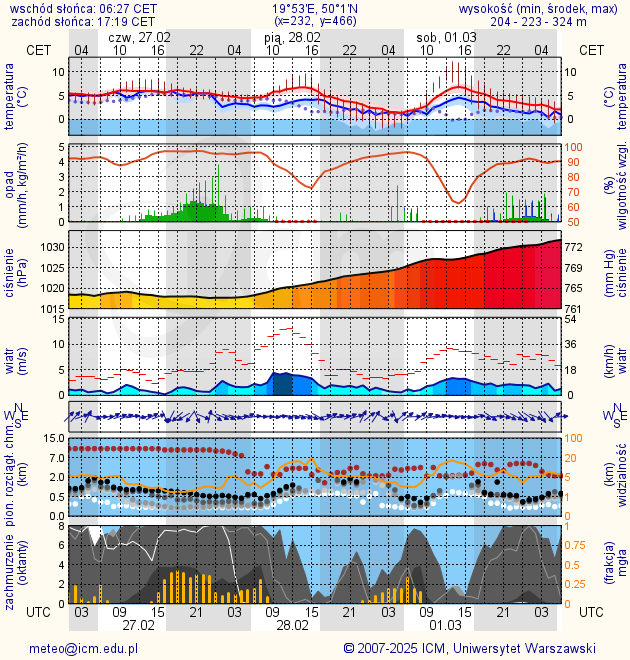 wschód słońca: 06:27 CET 19°53'E, 50°1'N wysokość (min, środek, max)
zachód słońca: 17:19 CET (x=232, y=466) 204 - 223 - 324 m
czw, 27.02 pią, 28.02 sob, 01.03
CET 04 10 16 22 04 10 16 22 04 10 16 22 04 CET
temperatura (°C)
10
5
0
temperatura (°C)
10
5
0
opad (mm/h, kg/m²/h)
5
4
3
2
1
0
100
90
80
70
60
50
(%) wilgotność wzgl.
ciśnienie (hPa)
1030
1025
1020
1015
772
769
765
761
(mm Hg) ciśnienie
wiatr (m/s)
15
10
5
0
54
36
18
0
(km/h) wiatr
N
W E
S
N
W E
S
pion. rozciągł. chm. (km)
15.0
7.0
2.0
0.5
0.0
100
20
5
1
0
(km) widzialność
zachmurzenie (oktanty)
8
6
4
2
0
1
0.75
0.5
0.25
0
(frakcja) mgła
UTC 03 09 15 21 03 09 15 21 03 09 15 21 03 UTC
27.02 28.02 01.03
meteo@icm.edu.pl © 2007-2025 ICM, Uniwersytet Warszawski